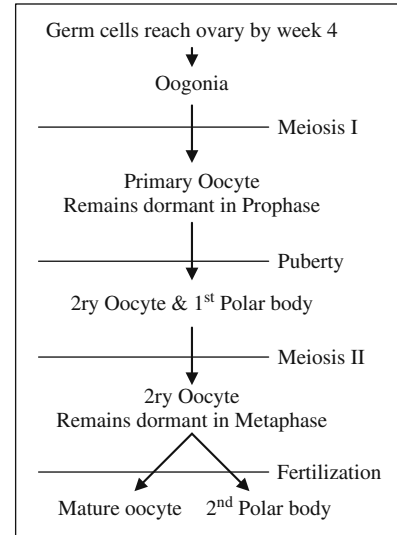 Germ cells reach ovary by week 4
Oogonia
Meiosis I
Primary Oocyte
Remains dormant in Prophase
Puberty
2ry Oocyte & 1st Polar body
Meiosis II
2ry Oocyte
Remains dormant in Metaphase
Fertilization
Mature oocyte 2nd Polar body